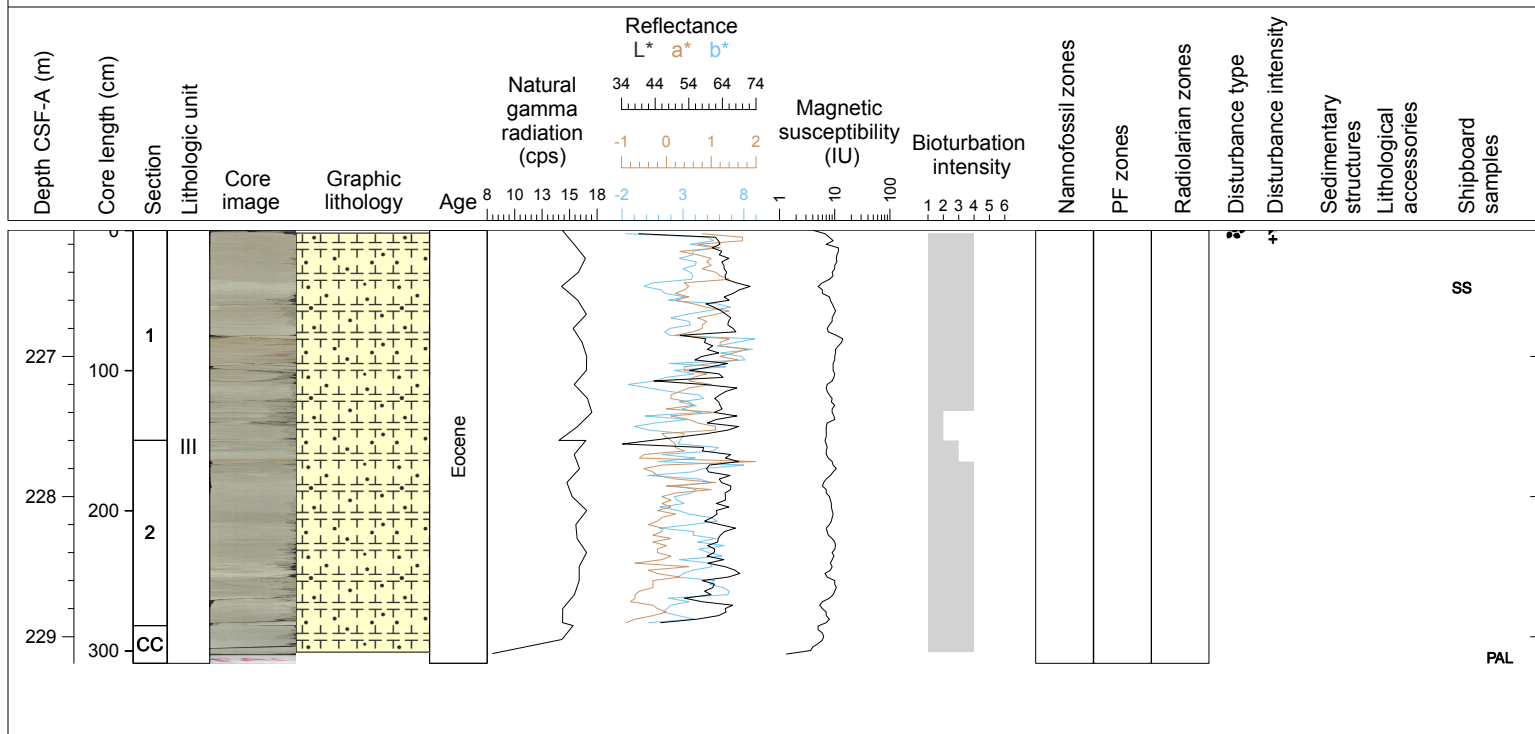 Depth CSF-A (m)
Core length (cm)
Section
Lithologic unit
Core
image
Graphic
lithology
Age
Natural
gamma
radiation
(cps)
8 10 13 15 18
Reflectance
L* a* b*
34 44 54 64 74
-1 0 1 2
-2 3 8
Magnetic
susceptibility
(IU)
1 10 100
Bioturbation
intensity
1 2 3 4 5 6
Nannofossil zones
PF zones
Radiolarian zones
Disturbance type
Disturbance intensity
Sedimentary
structures
Lithological
accessories
Shipboard
samples
227
228
229
0
100
200
300
1
2
CC
III
Eocene
SS
PAL